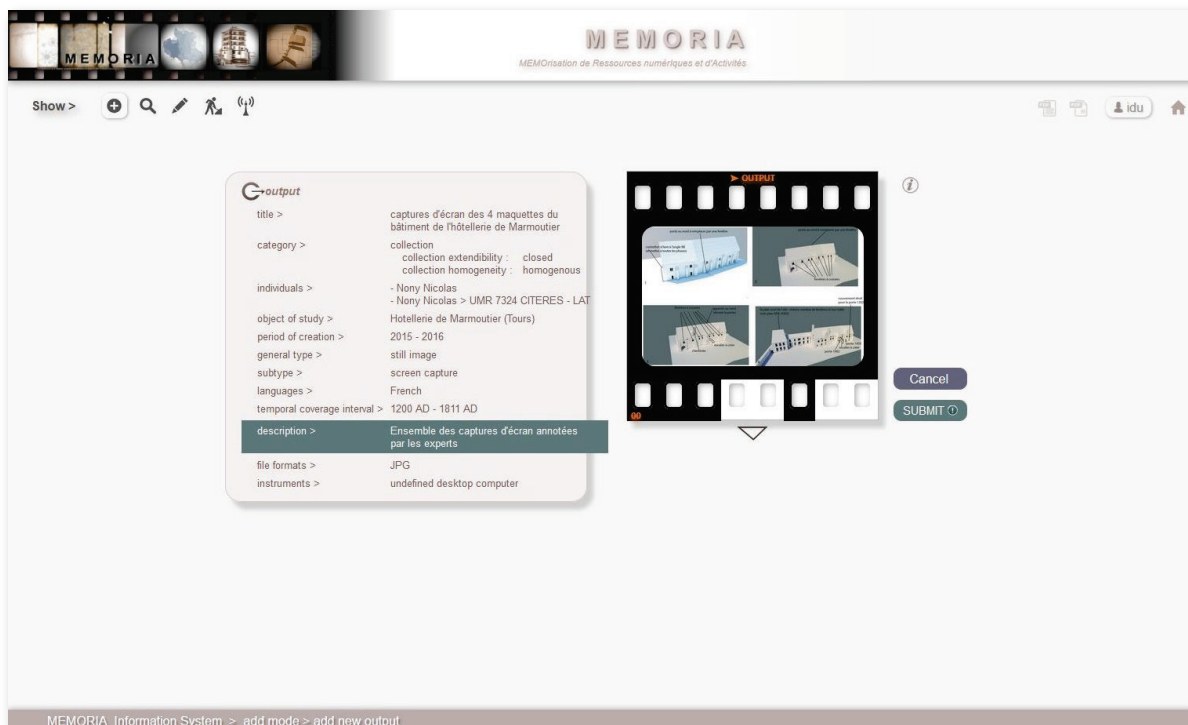 MEMORIA
MEMORIA
MEMOrisation de Ressources numériques et d'Activités
Show >
idu
output
title > captures d'écran des 4 maquettes du
bâtiment de l'hôtellerie de Marmoutier
category > collection
collection extendibility : closed
collection homogeneity : homogenous
individuals > - Nony Nicolas
- Nony Nicolas > UMR 7324 CITERES - LAT
object of study > Hotellerie de Marmoutier (Tours)
period of creation > 2015 - 2016
general type > still image
subtype > screen capture
languages > French
temporal coverage interval > 1200 AD - 1811 AD
description > Ensemble des captures d'écran annotées
par les experts
file formats > JPG
instruments > undefined desktop computer
➤ OUTPUT
00
i
Cancel
SUBMIT
MEMORIA Information System > add mode > add new output